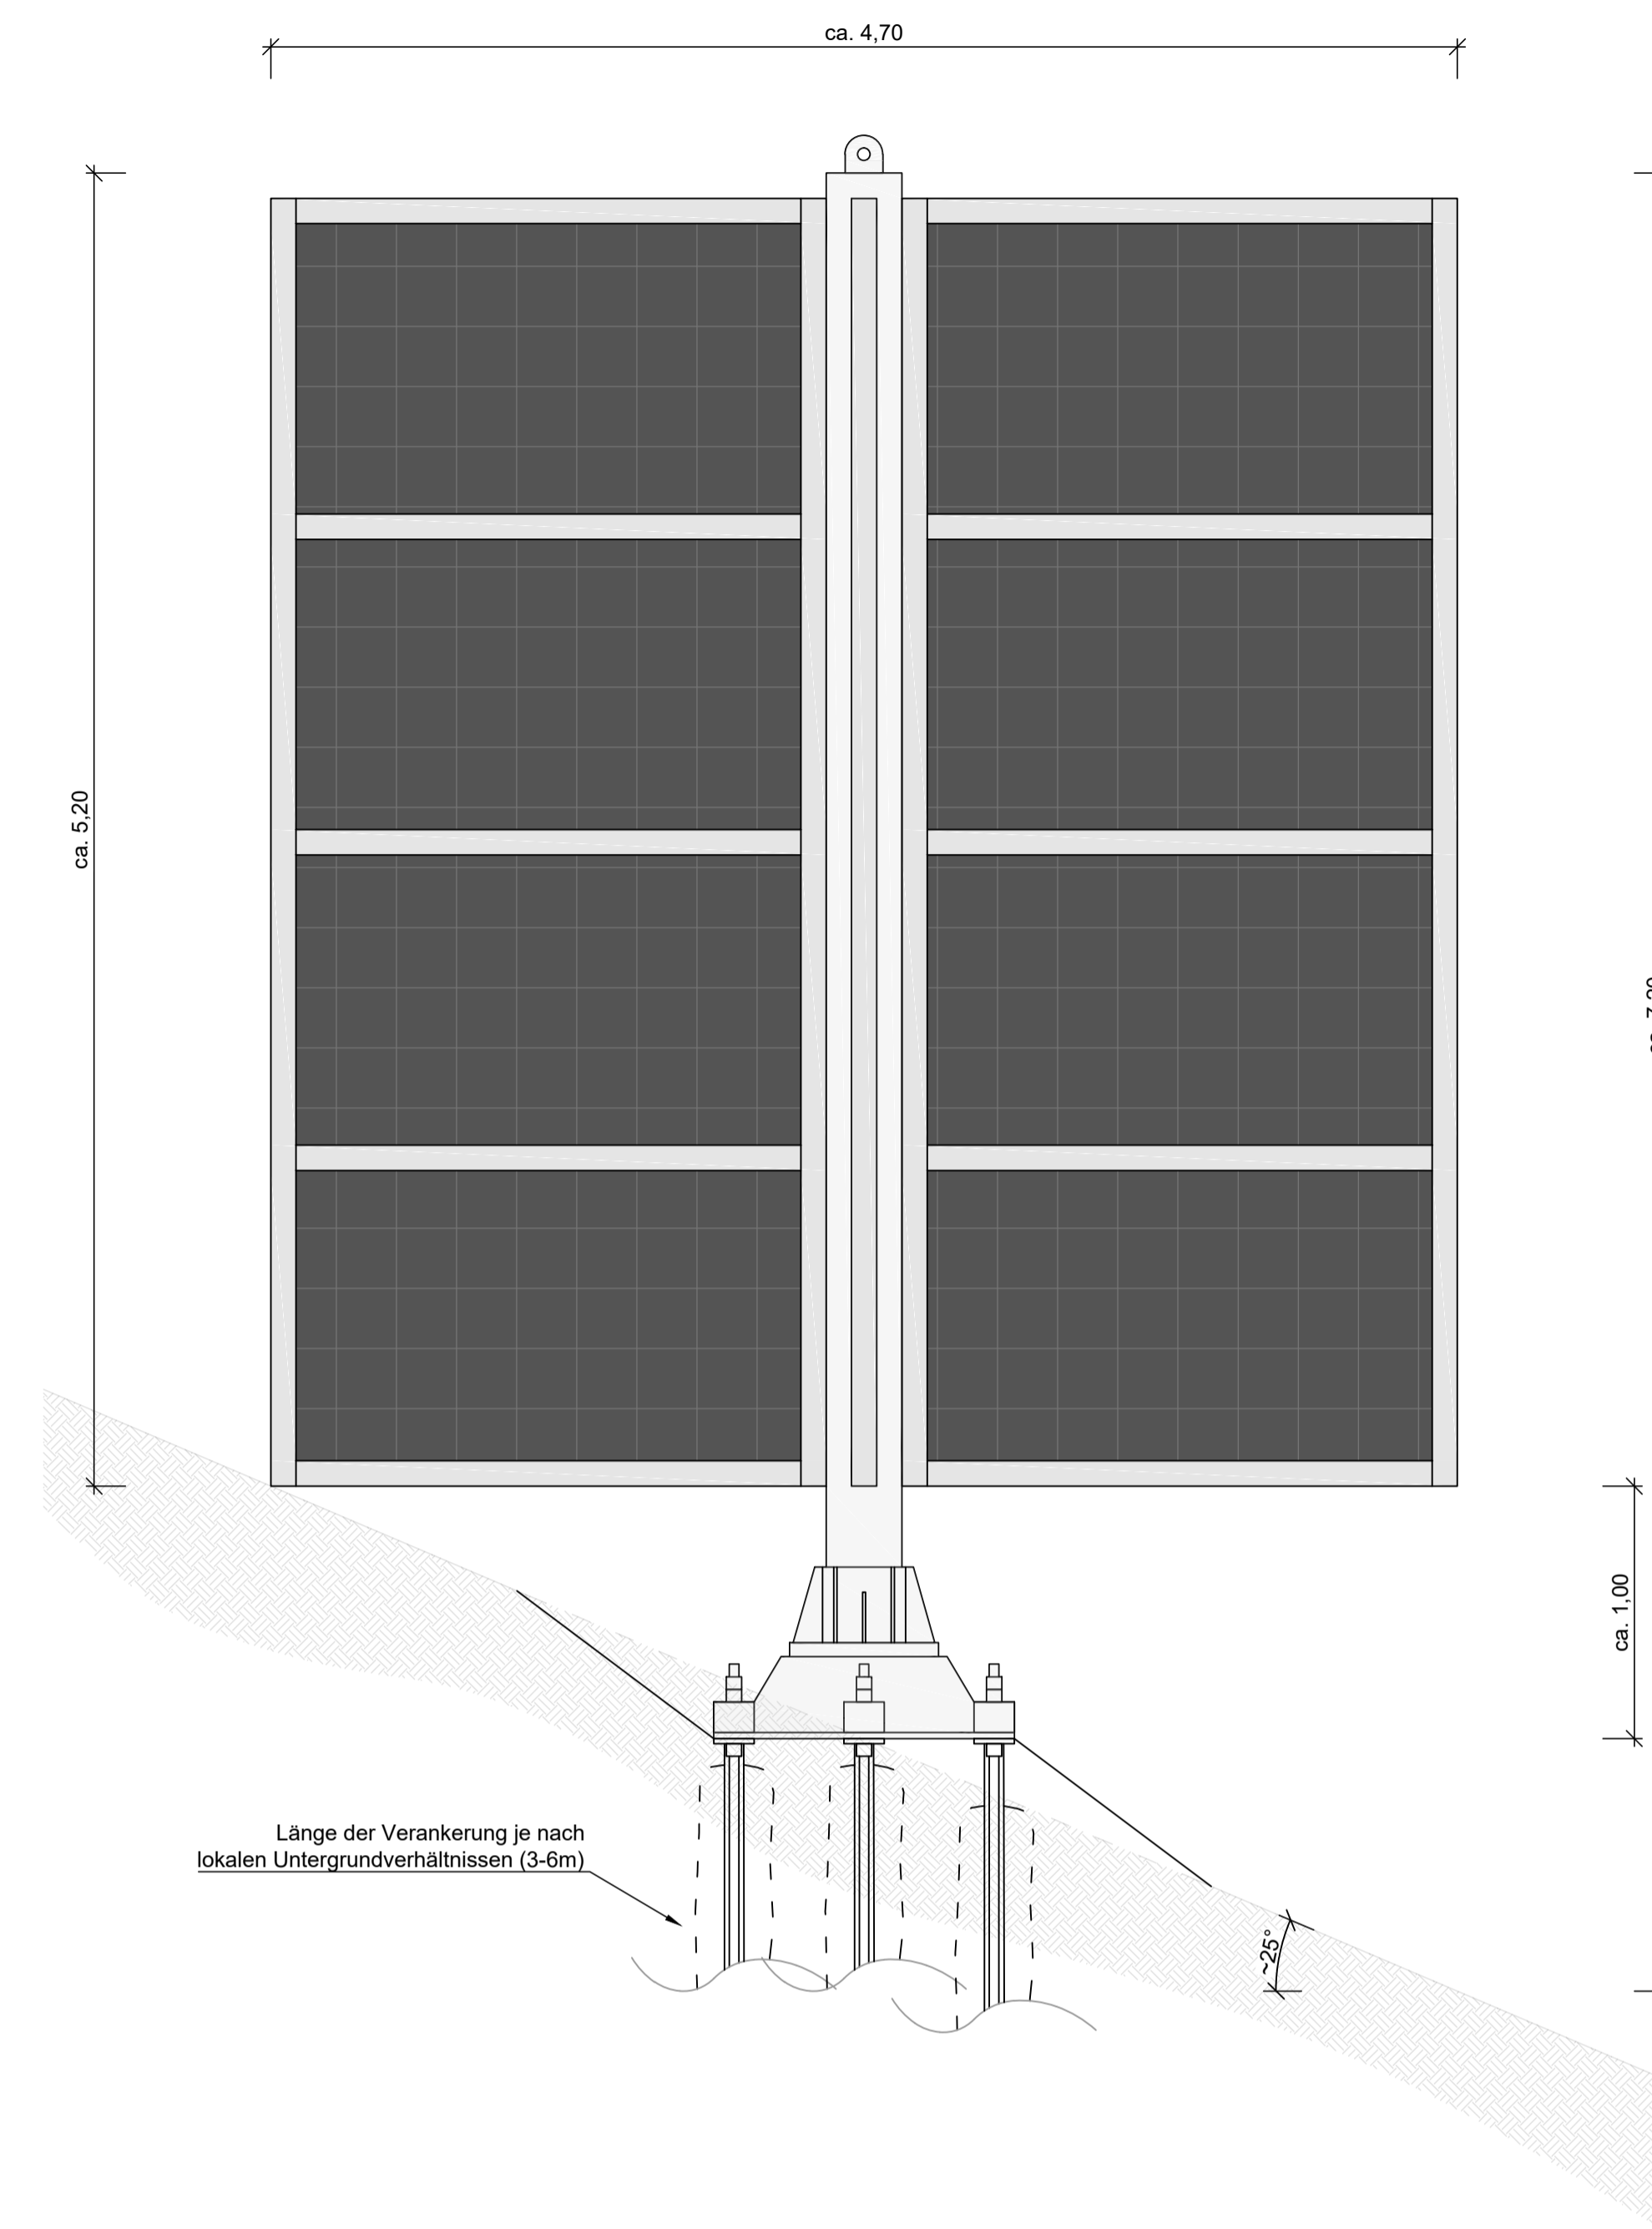 ca. 4,70
ca. 5,20
ca. 1,00
Länge der Verankerung je nach
lokalen Untergrundverhältnissen (3-6m)
~25°